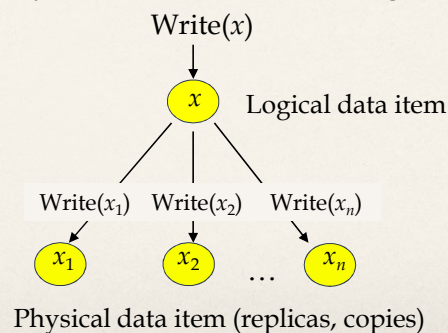 Write(x)
x
Logical data item
Write(x₁) Write(x₂) Write(xₙ)
x₁ x₂ … xₙ
Physical data item (replicas, copies)